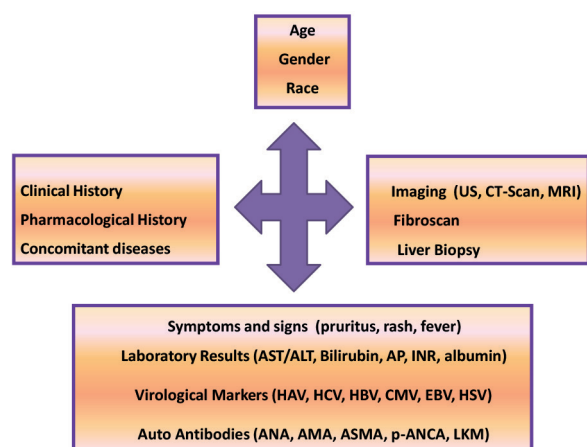 Age
Gender
Race
Clinical History
Pharmacological History
Concomitant diseases
Imaging (US, CT-Scan, MRI)
Fibroscan
Liver Biopsy
Symptoms and signs (pruritus, rash, fever)
Laboratory Results (AST/ALT, Bilirubin, AP, INR, albumin)
Virological Markers (HAV, HCV, HBV, CMV, EBV, HSV)
Auto Antibodies (ANA, AMA, ASMA, p-ANCA, LKM)